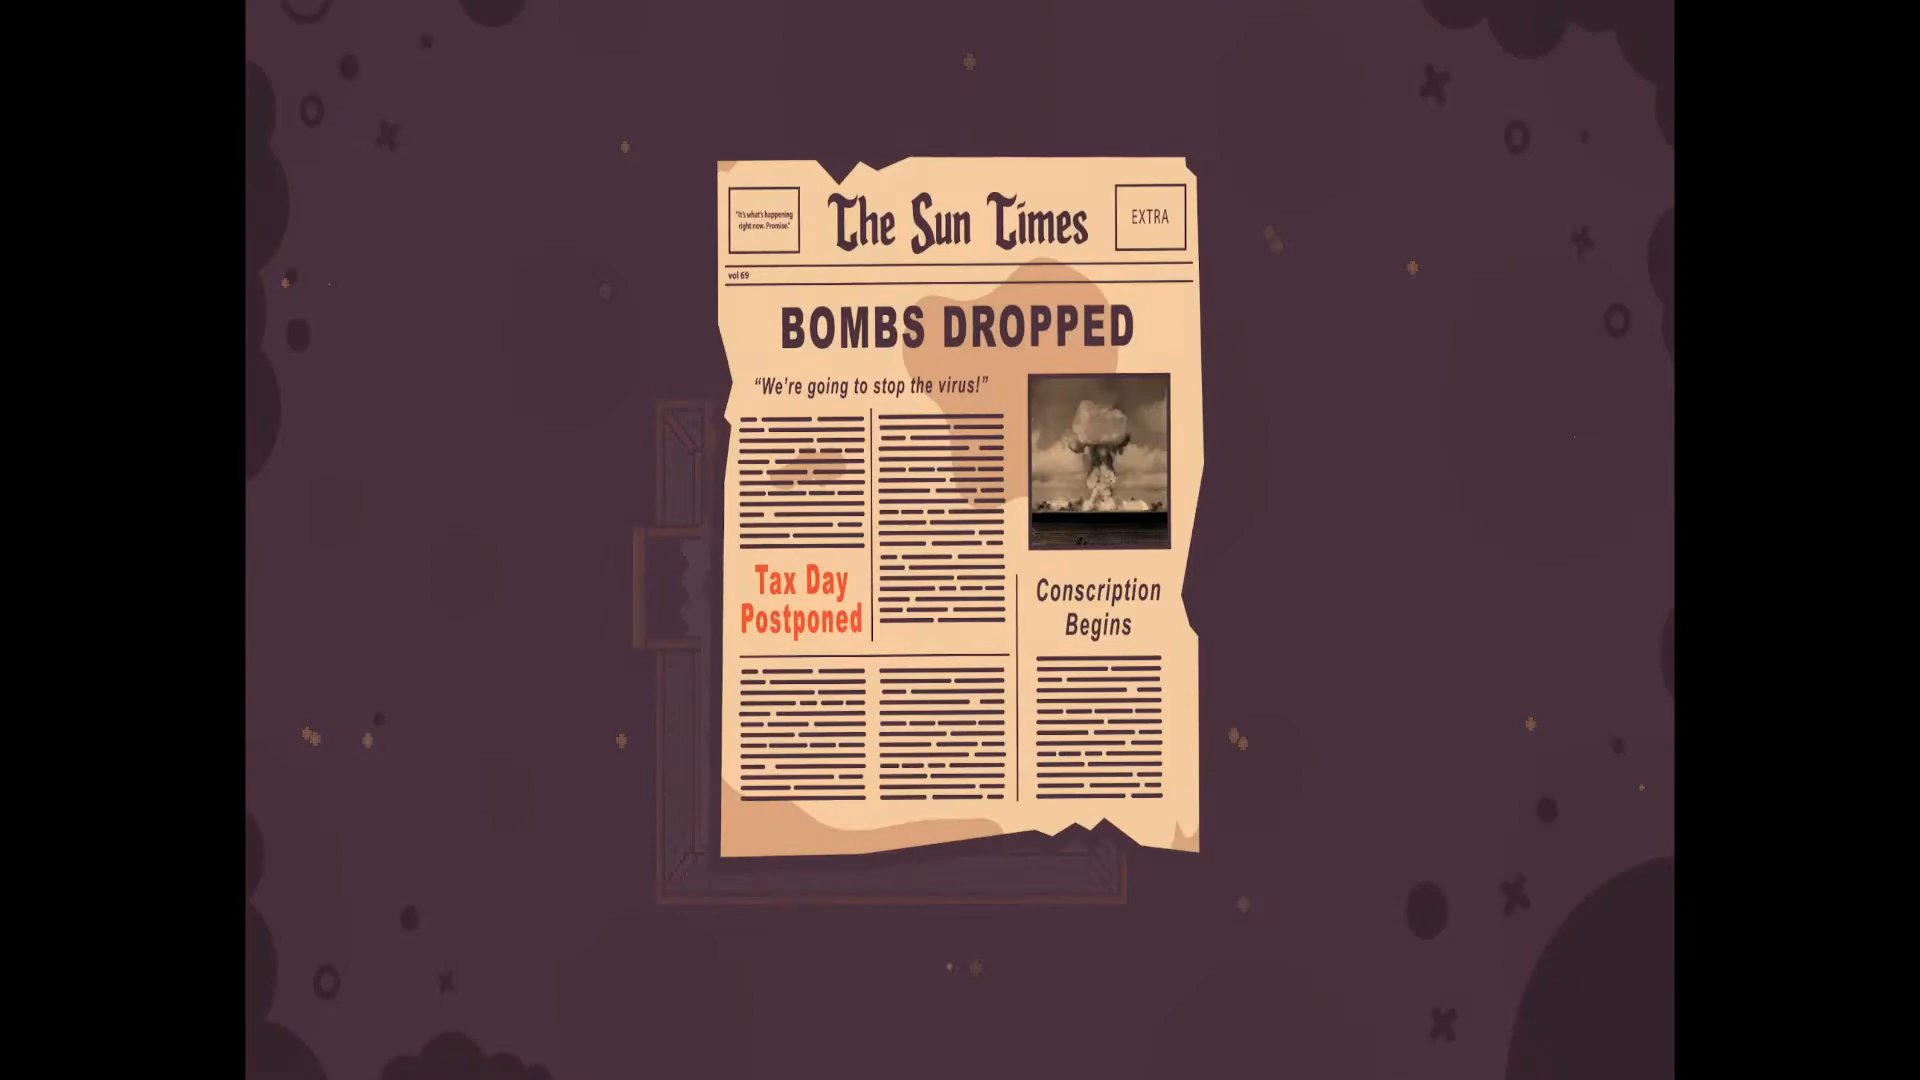 "It's what's happening
right now. Promise."
The Sun Times
EXTRA
vol 69
BOMBS DROPPED
"We're going to stop the virus!"
Tax Day
Postponed
Conscription
Begins